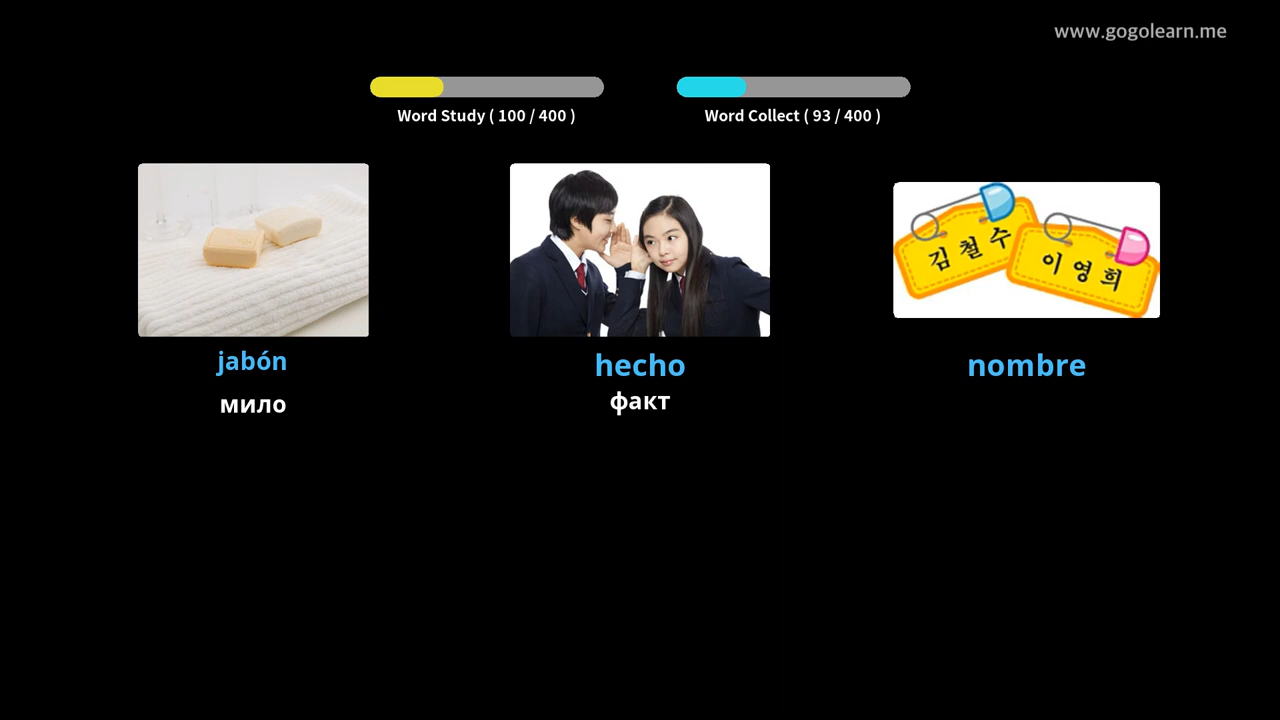 www.gogolearn.me
Word Study ( 100 / 400 )
Word Collect ( 93 / 400 )
김철수
이영희
jabón
мило
hecho
факт
nombre